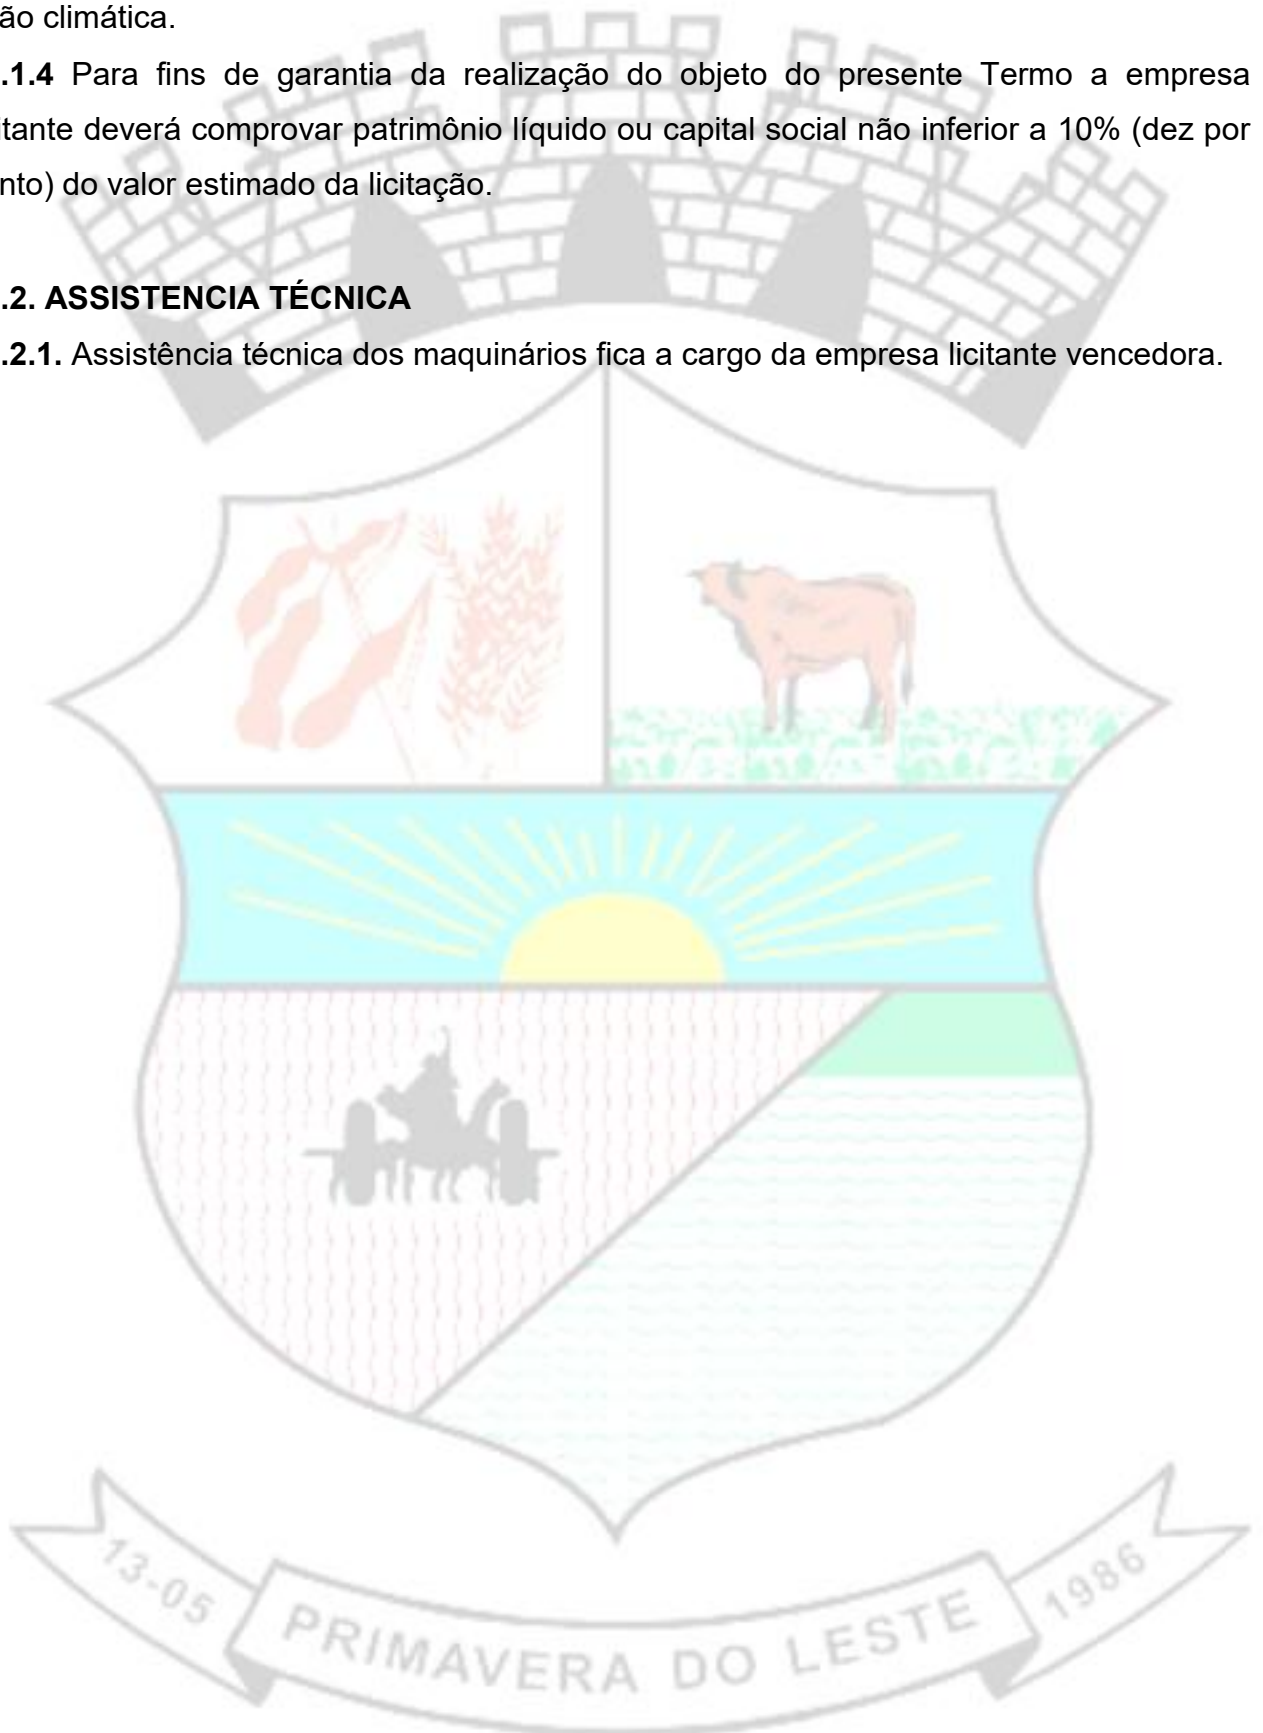 ão climática.
.1.4 Para fins de garantia da realização do objeto do presente Termo a empresa
itante deverá comprovar patrimônio líquido ou capital social não inferior a 10% (dez por
nto) do valor estimado da licitação.
.2. ASSISTENCIA TÉCNICA
.2.1. Assistência técnica dos maquinários fica a cargo da empresa licitante vencedora.
13-05
PRIMAVERA DO LESTE
1986